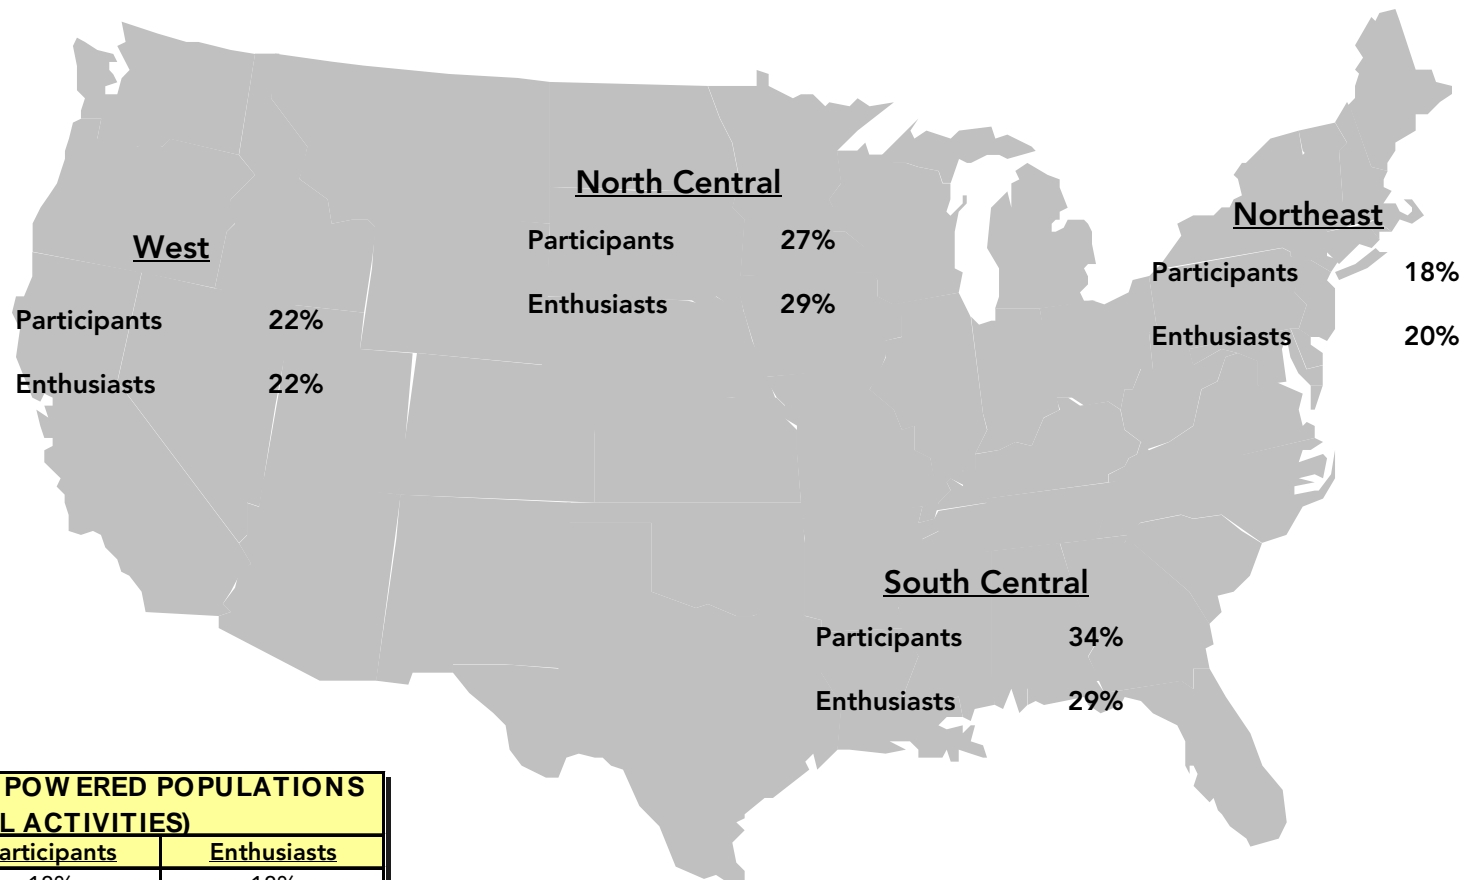 North Central
Participants 27%
Enthusiasts 29%
Northeast
Participants 18%
Enthusiasts 20%
West
Participants 22%
Enthusiasts 22%
South Central
Participants 34%
Enthusiasts 29%
POWERED POPULATIONS
ACTIVITIES)
Enthusiasts